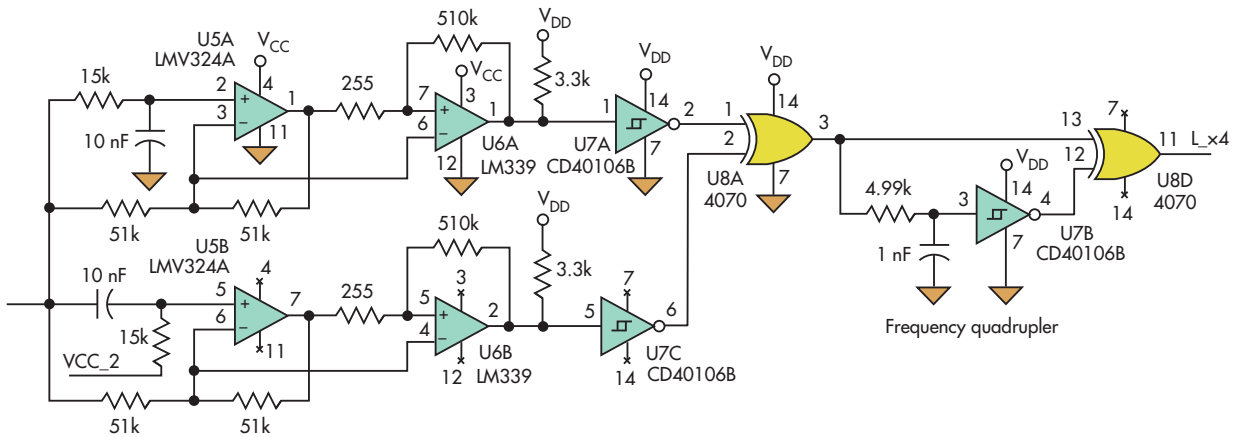 U5A
LMV324A
V_CC
4
15k
2
+
3
−
1
11
10 nF
51k
51k
255
510k
V_CC
3
7
+
6
−
1
12
U6A
LM339
V_DD
3.3k
V_DD
1
14
2
7
U7A
CD40106B
V_DD
1
14
2
3
7
U8A
4070
4.99k
1 nF
V_DD
3
14
4
7
U7B
CD40106B
7
13
12
11
L_×4
14
U8D
4070
U5B
LMV324A
4
10 nF
5
+
6
−
7
11
15k
VCC_2
51k
51k
255
510k
3
5
+
4
−
2
12
U6B
LM339
V_DD
3.3k
7
5
6
14
U7C
CD40106B
Frequency quadrupler